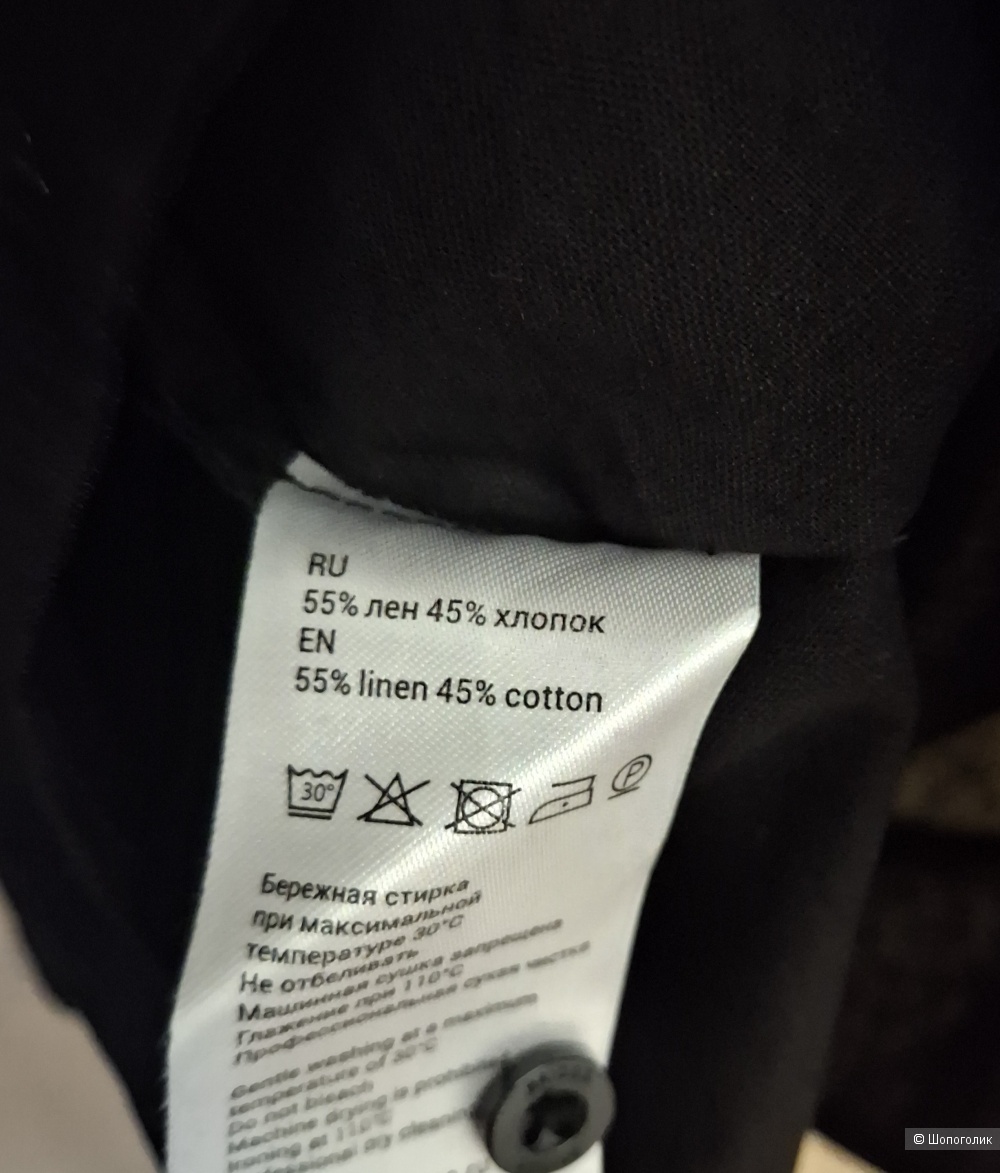 RU
55% лен 45% хлопок
EN
55% linen 45% cotton
30°
P
Бережная стирка
при максимальной
температуре 30°C
Не отбеливать
Машинная сушка запрещена
Глажение при 110°C
Профессиональная сухая чистка
Gentle washing at a maximum
temperature of 30°C
Do not bleach
Machine drying is
Ironing at 110°C
dry cleaning
© Шопоголик